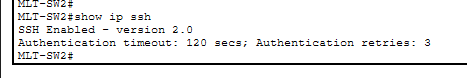 MLT-SW2#
MLT-SW2#show ip ssh
SSH Enabled - version 2.0
Authentication timeout: 120 secs; Authentication retries: 3
MLT-SW2#